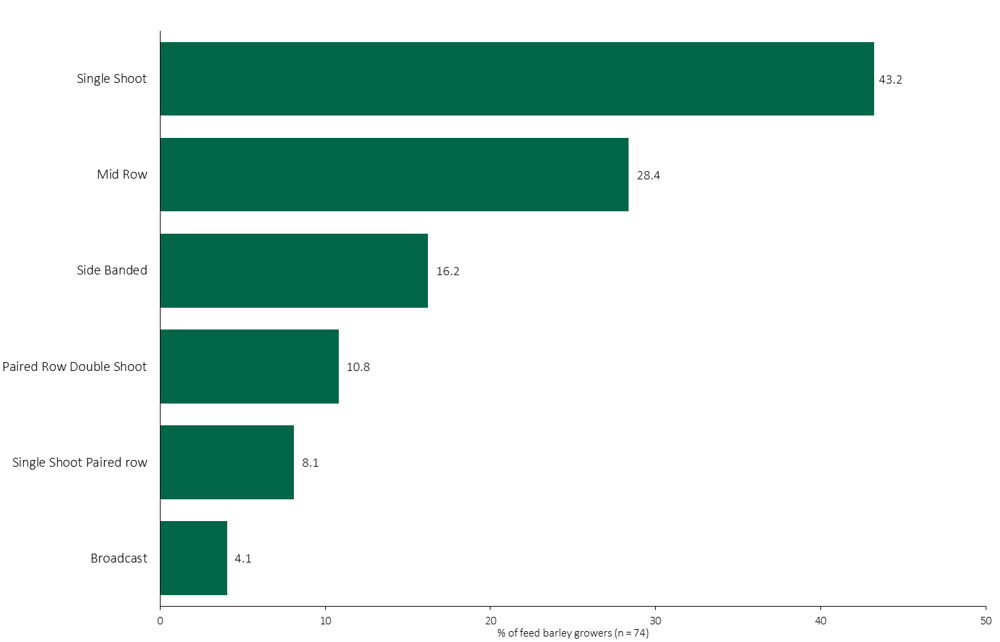 Single Shoot 43.2
Mid Row 28.4
Side Banded 16.2
Paired Row Double Shoot 10.8
Single Shoot Paired row 8.1
Broadcast 4.1
0 10 20 30 40 50
% of feed barley growers (n = 74)